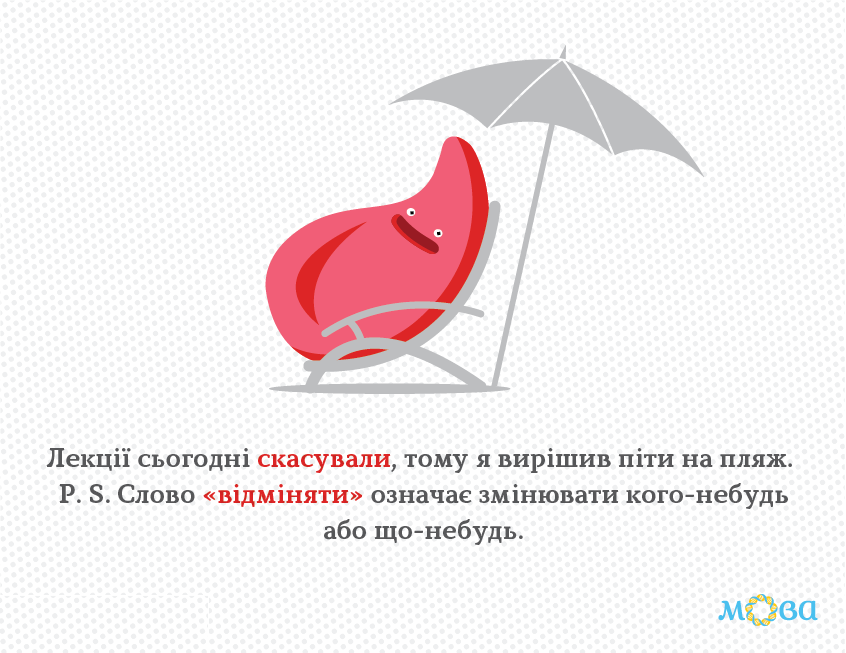 Лекції сьогодні скасували, тому я вирішив піти на пляж.
P. S. Слово «відміняти» означає змінювати кого-небудь
або що-небудь.
мова